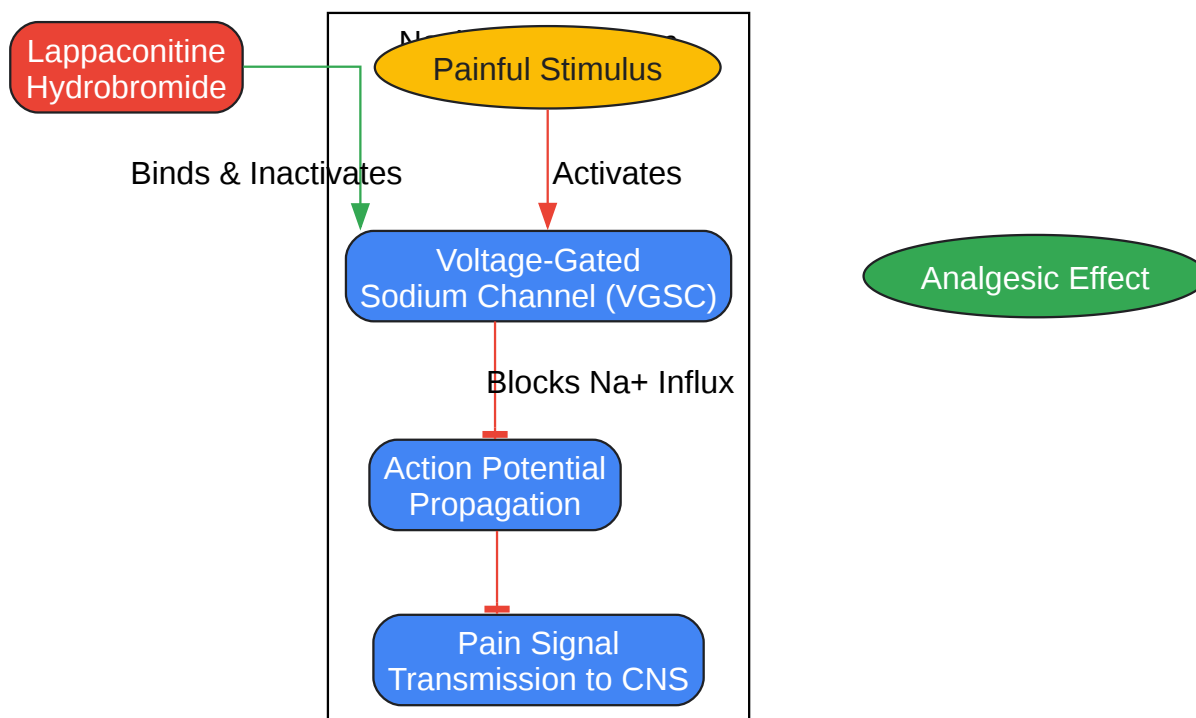 Lappaconitine
Hydrobromide
Painful Stimulus
Binds & Inactivates
Activates
Voltage-Gated
Sodium Channel (VGSC)
Analgesic Effect
Blocks Na+ Influx
Action Potential
Propagation
Pain Signal
Transmission to CNS